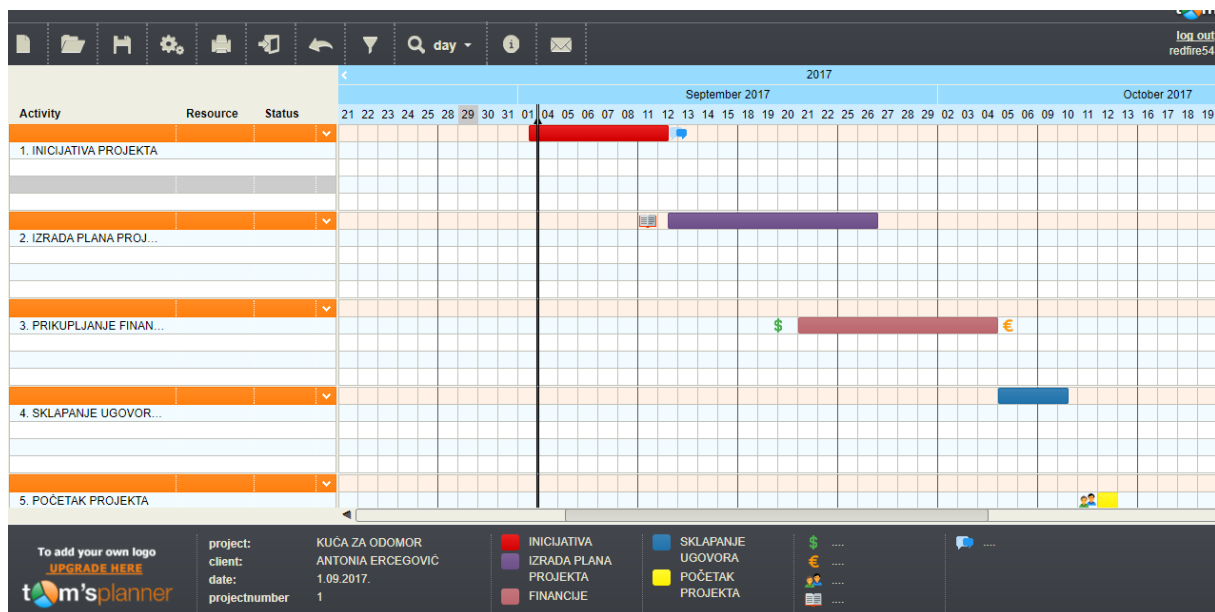 t m
day
log out
redfire54
2017
September 2017
October 2017
Activity Resource Status
21 22 23 24 25 28 29 30 31 01 04 05 06 07 08 11 12 13 14 15 18 19 20 21 22 25 26 27 28 29 02 03 04 05 06 09 10 11 12 13 16 17 18 19
1. INICIJATIVA PROJEKTA
2. IZRADA PLANA PROJ...
3. PRIKUPLJANJE FINAN...
$ €
4. SKLAPANJE UGOVOR...
5. POČETAK PROJEKTA
To add your own logo
UPGRADE HERE
tom'splanner
project: KUĆA ZA ODOMOR
client: ANTONIA ERCEGOVIĆ
date: 1.09.2017.
projectnumber 1
INICIJATIVA
IZRADA PLANA
PROJEKTA
FINANCIJE
SKLAPANJE
UGOVORA
POČETAK
PROJEKTA
$ ....
€ ....
....
....
....